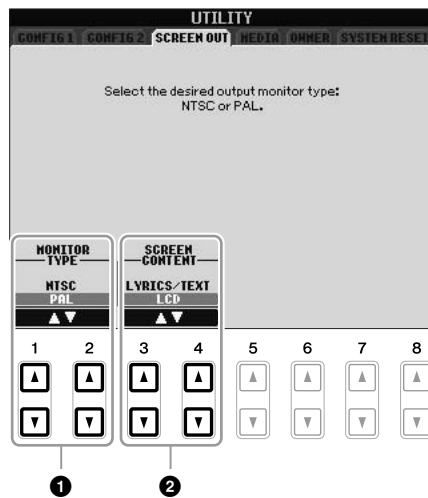 UTILITY
CONFIG 1 CONFIG 2 SCREEN OUT MEDIA OWNER SYSTEM RESET
Select the desired output monitor type:
NTSC or PAL.
MONITOR TYPE
SCREEN CONTENT
NTSC
LYRICS/TEXT
PAL
LCD
1 2 3 4 5 6 7 8
1 2